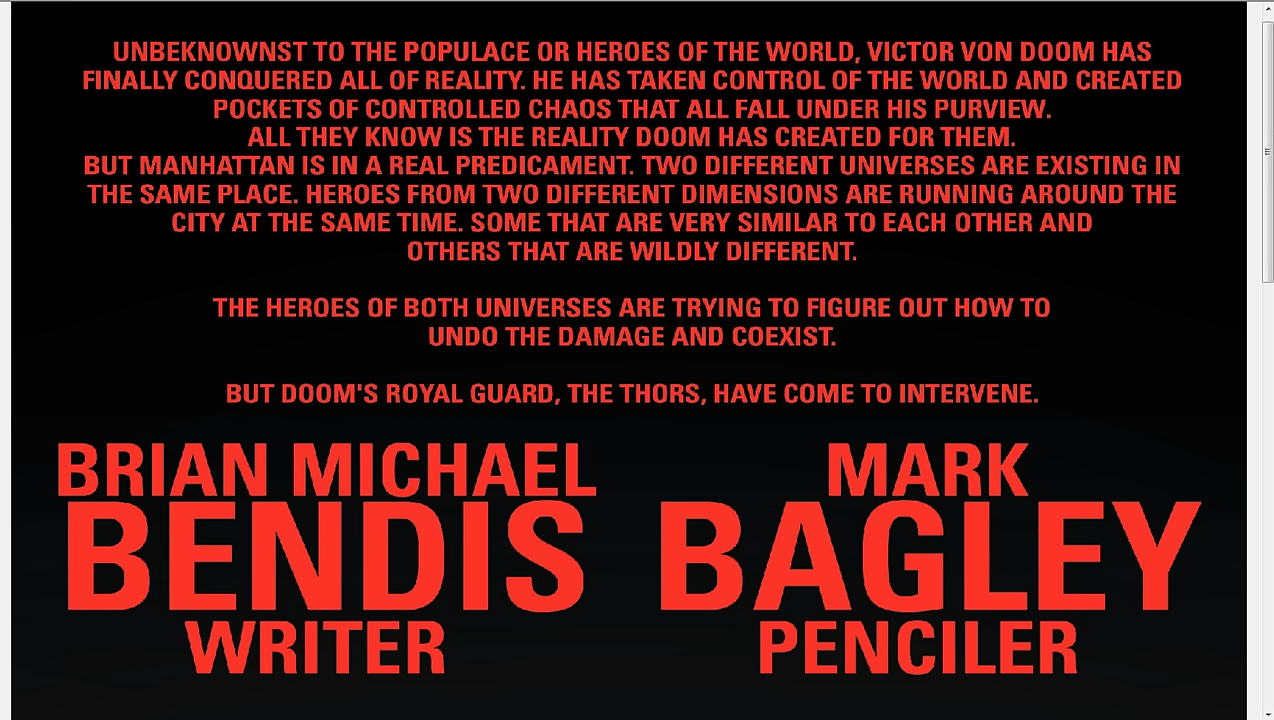 UNBEKNOWNST TO THE POPULACE OR HEROES OF THE WORLD, VICTOR VON DOOM HAS
FINALLY CONQUERED ALL OF REALITY. HE HAS TAKEN CONTROL OF THE WORLD AND CREATED
POCKETS OF CONTROLLED CHAOS THAT ALL FALL UNDER HIS PURVIEW.
ALL THEY KNOW IS THE REALITY DOOM HAS CREATED FOR THEM.
BUT MANHATTAN IS IN A REAL PREDICAMENT. TWO DIFFERENT UNIVERSES ARE EXISTING IN
THE SAME PLACE. HEROES FROM TWO DIFFERENT DIMENSIONS ARE RUNNING AROUND THE
CITY AT THE SAME TIME. SOME THAT ARE VERY SIMILAR TO EACH OTHER AND
OTHERS THAT ARE WILDLY DIFFERENT.
THE HEROES OF BOTH UNIVERSES ARE TRYING TO FIGURE OUT HOW TO
UNDO THE DAMAGE AND COEXIST.
BUT DOOM'S ROYAL GUARD, THE THORS, HAVE COME TO INTERVENE.
BRIAN MICHAEL
BENDIS
WRITER
MARK
BAGLEY
PENCILER